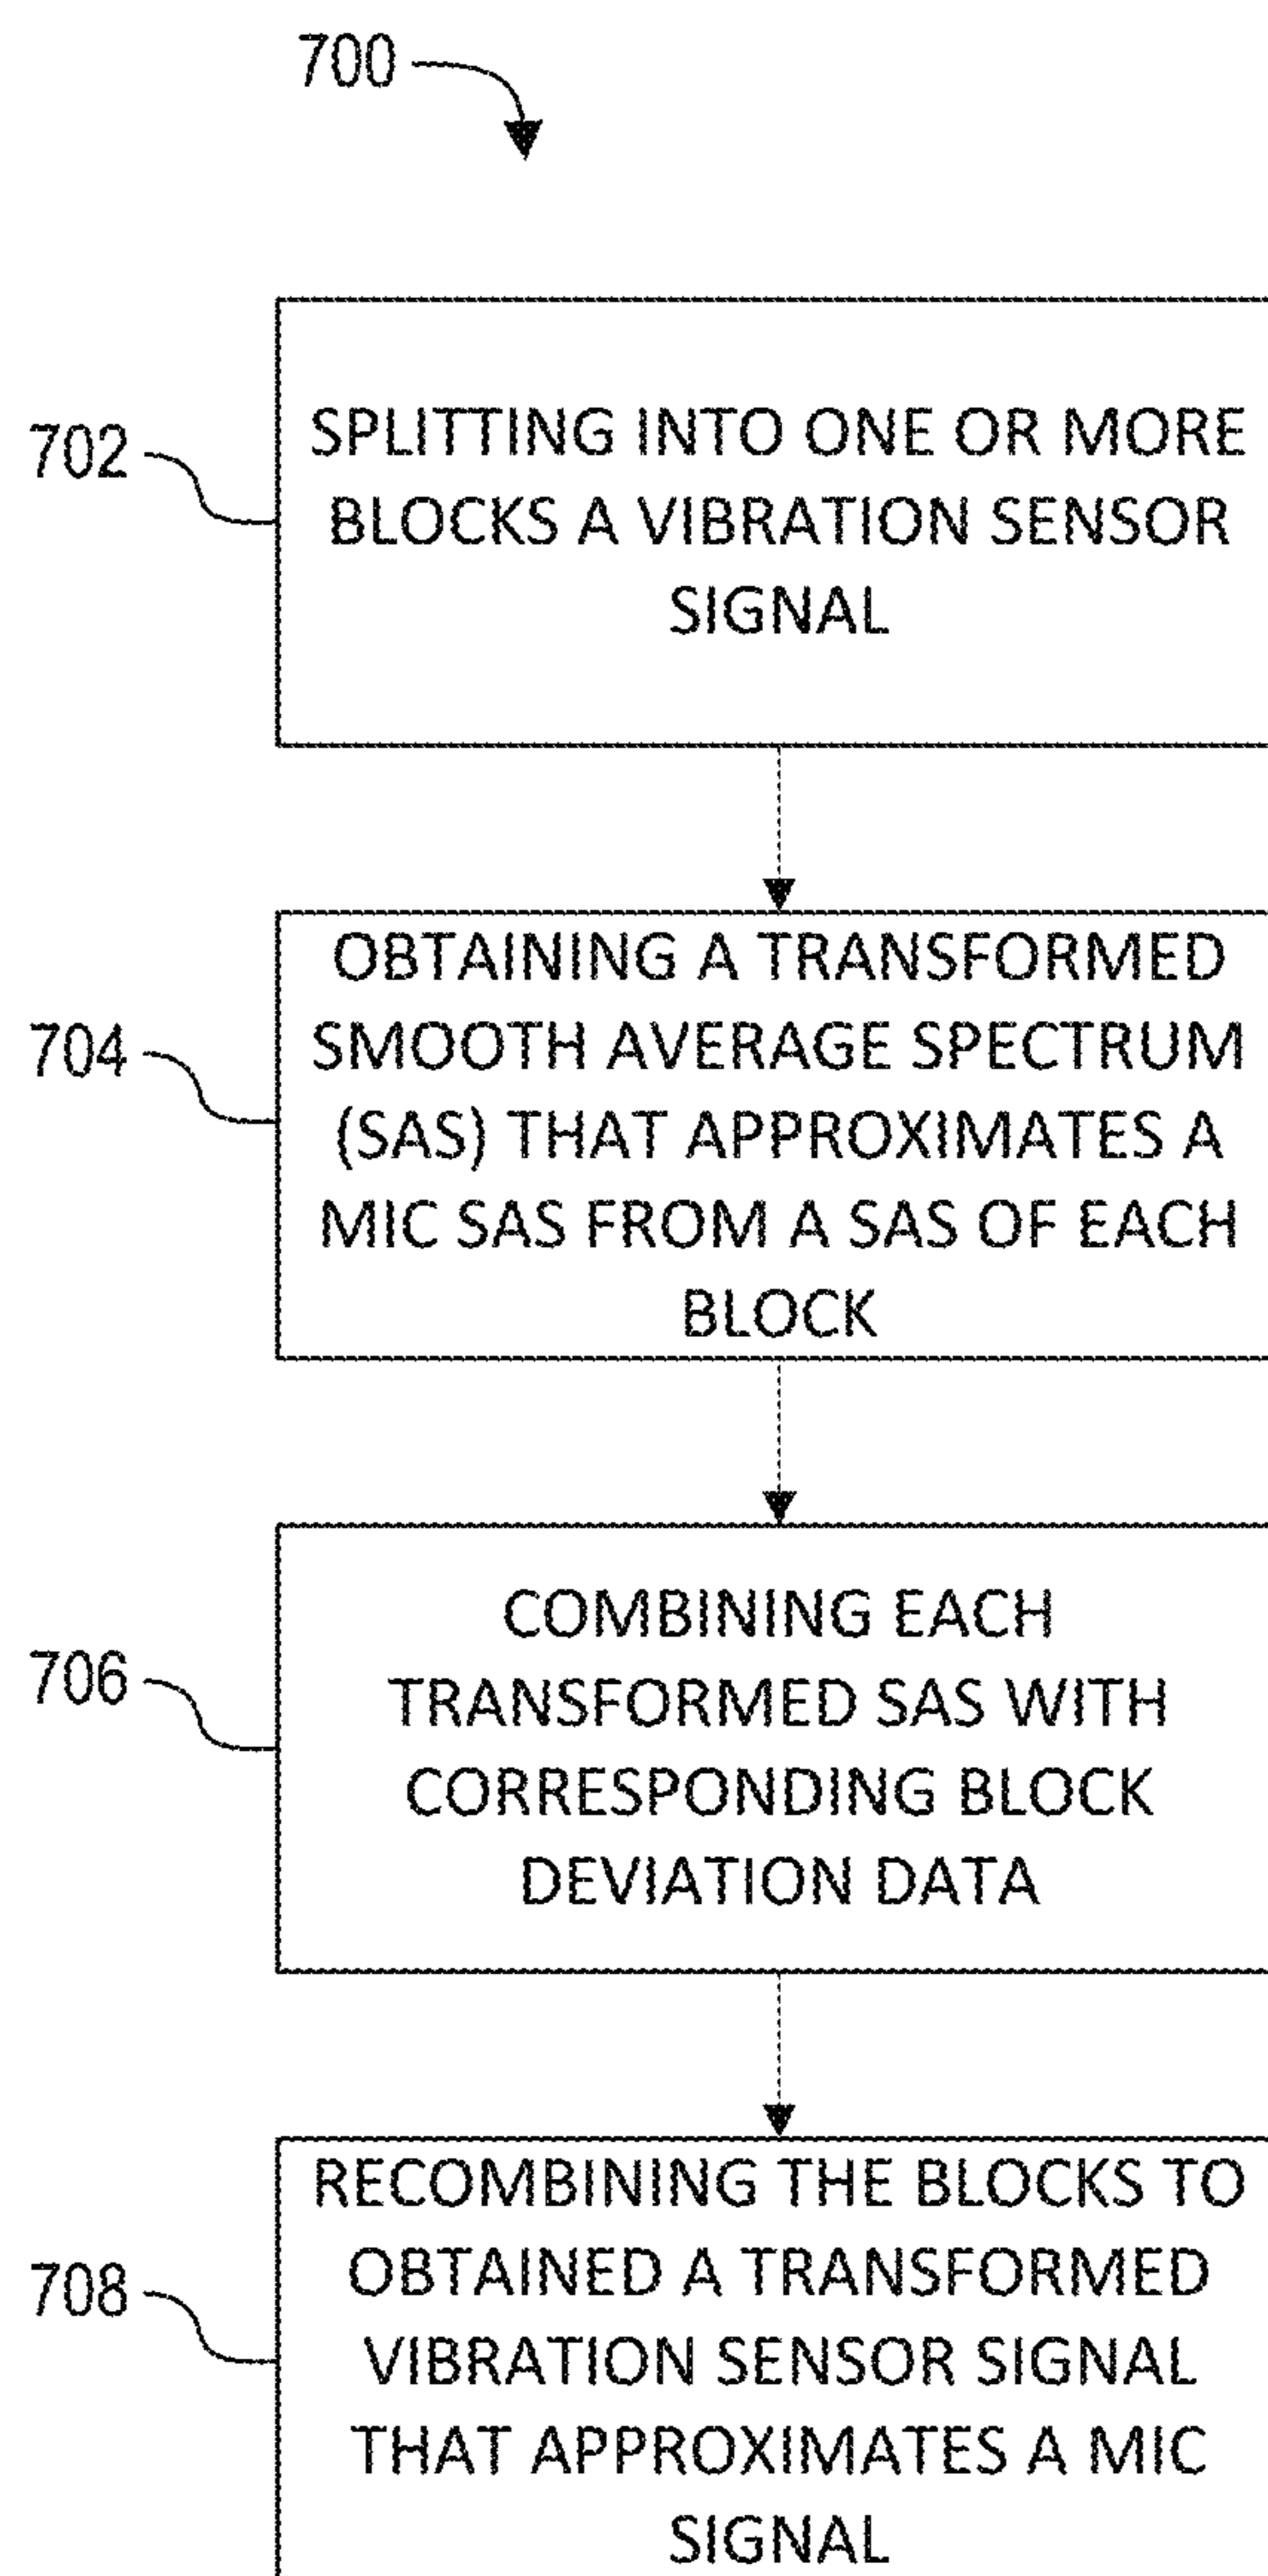 700
702
SPLITTING INTO ONE OR MORE
BLOCKS A VIBRATION SENSOR
SIGNAL
704
OBTAINING A TRANSFORMED
SMOOTH AVERAGE SPECTRUM
(SAS) THAT APPROXIMATES A
MIC SAS FROM A SAS OF EACH
BLOCK
706
COMBINING EACH
TRANSFORMED SAS WITH
CORRESPONDING BLOCK
DEVIATION DATA
708
RECOMBINING THE BLOCKS TO
OBTAINED A TRANSFORMED
VIBRATION SENSOR SIGNAL
THAT APPROXIMATES A MIC
SIGNAL